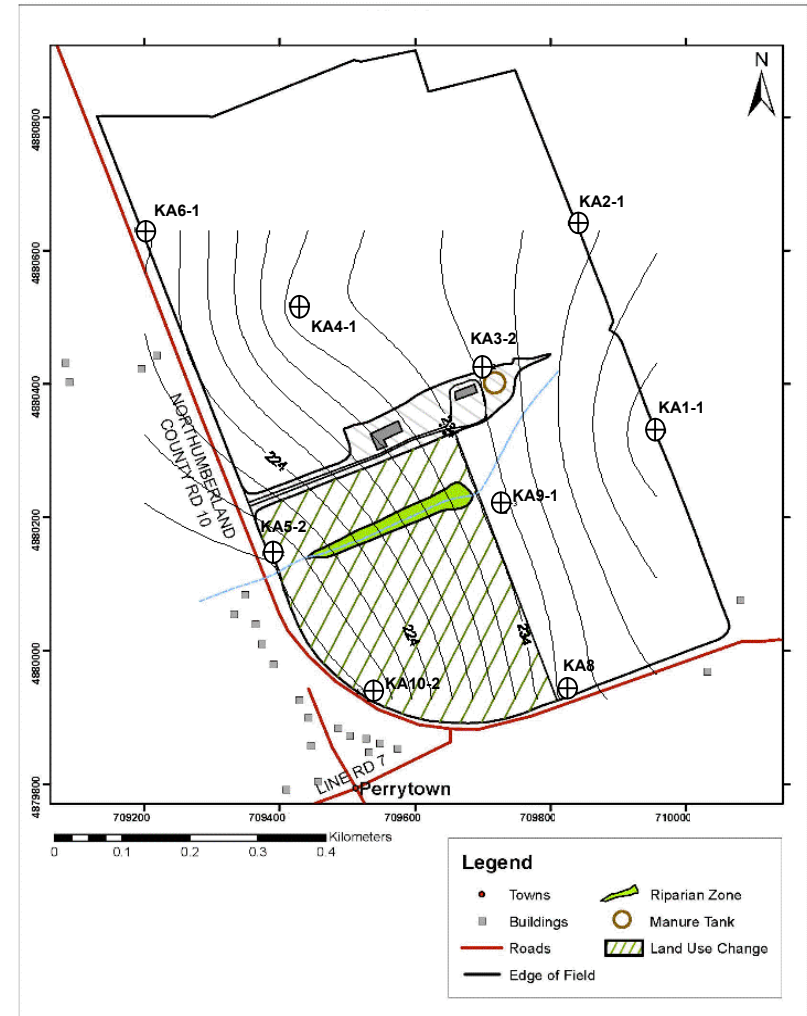 N
4880800
4880600
4880400
4880200
4880000
4879800
KA6-1
KA2-1
KA4-1
KA3-2
KA1-1
NORTHUMBERLAND
COUNTY RD 10
224
KA9-1
KA5-2
224
234
KA10-2
KA8
LINE RD 7
Perrytown
709200
709400
709600
709800
710000
Kilometers
0
0.1
0.2
0.3
0.4
Legend
Towns
Riparian Zone
Buildings
Manure Tank
Roads
Land Use Change
Edge of Field